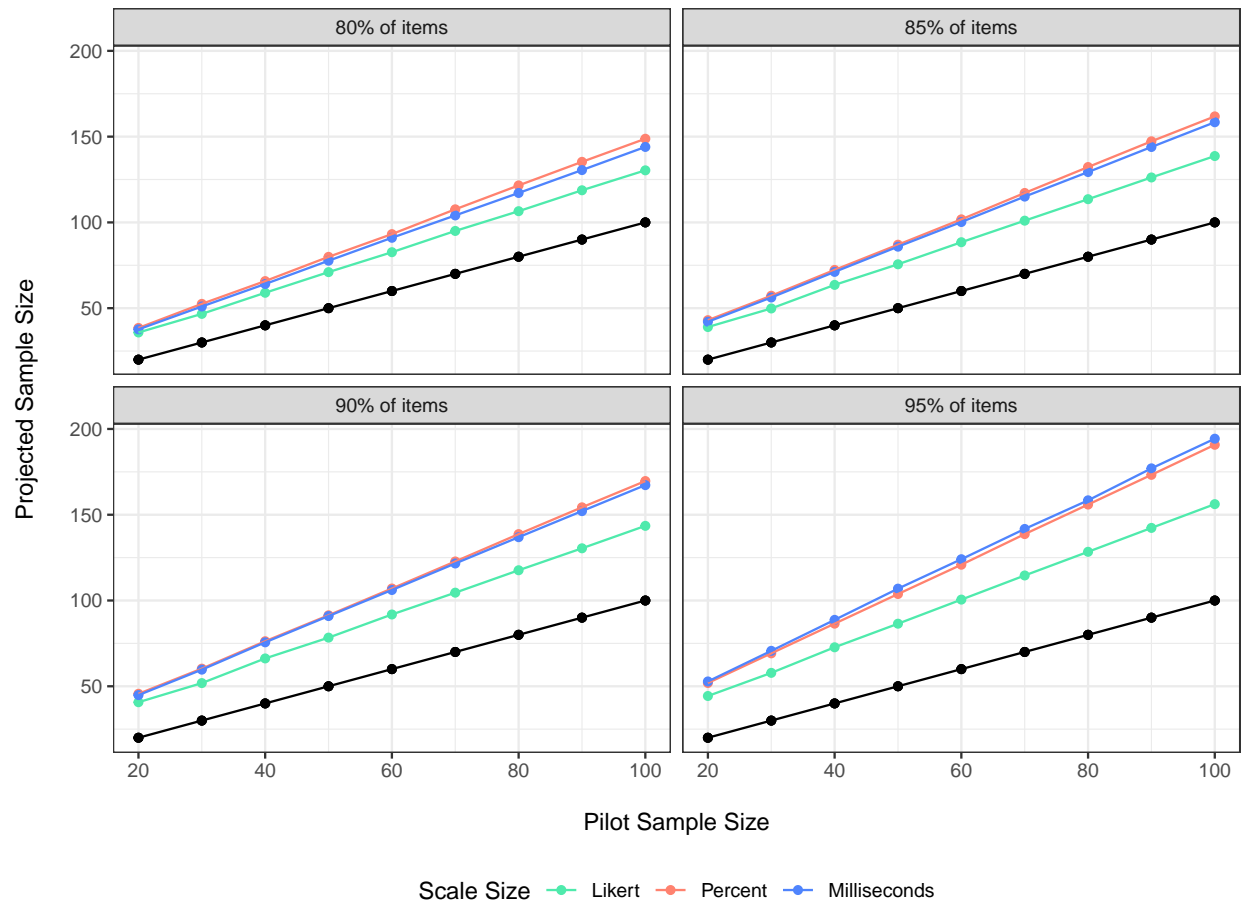 80% of items
85% of items
200
150
100
50
90% of items
95% of items
200
150
100
50
20 40 60 80 100
20 40 60 80 100
Projected Sample Size
Pilot Sample Size
Scale Size Likert Percent Milliseconds